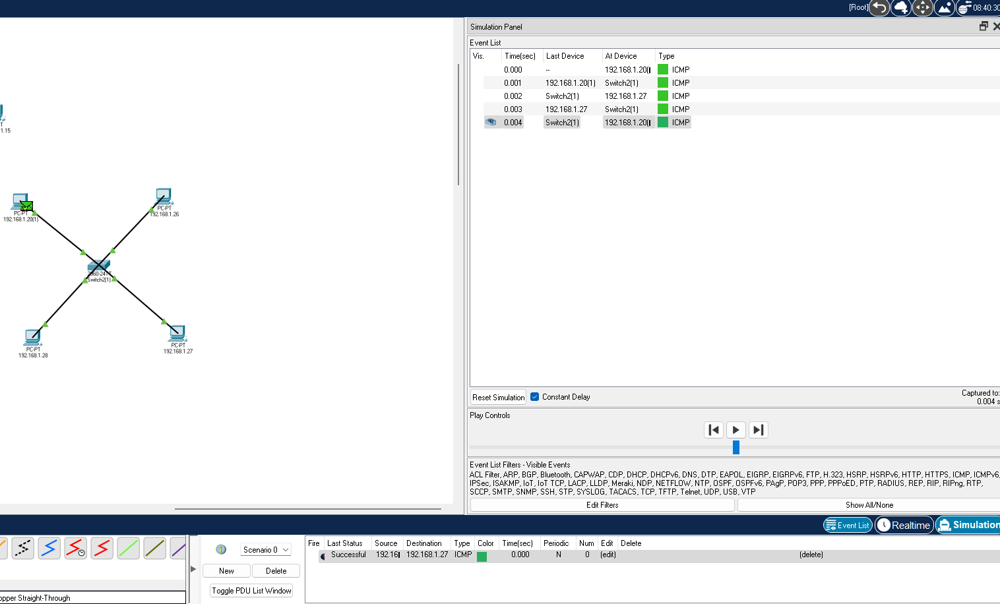 [Root] 08:40:30
Simulation Panel
Event List
Vis. Time(sec) Last Device At Device Type
0.000 -- 192.168.1.20( ICMP
0.001 192.168.1.20(1) Switch2(1) ICMP
0.002 Switch2(1) 192.168.1.27 ICMP
0.003 192.168.1.27 Switch2(1) ICMP
0.004 Switch2(1) 192.168.1.20( ICMP
T
1.15
PC-PT
192.168.1.20(1)
PC-PT
192.168.1.26
2960-24T
Switch2(1)
PC-PT
192.168.1.28
PC-PT
192.168.1.27
Reset Simulation Constant Delay
Captured to:
0.004 s
Play Controls
Event List Filters - Visible Events
ACL Filter, ARP, BGP, Bluetooth, CAPWAP, CDP, DHCP, DHCPv6, DNS, DTP, EAPOL, EIGRP, EIGRPv6, FTP, H.323, HSRP, HSRPv6, HTTP, HTTPS, ICMP, ICMPv6,
IPSec, ISAKMP, IoT, IoT TCP, LACP, LLDP, Meraki, NDP, NETFLOW, NTP, OSPF, OSPFv6, PAgP, POP3, PPP, PPPoED, PTP, RADIUS, REP, RIP, RIPng, RTP,
SCCP, SMTP, SNMP, SSH, STP, SYSLOG, TACACS, TCP, TFTP, Telnet, UDP, USB, VTP
Edit Filters Show All/None
Event List Realtime Simulation
Scenario 0
New Delete
Toggle PDU List Window
Fire Last Status Source Destination Type Color Time(sec) Periodic Num Edit Delete
Successful 192.16 192.168.1.27 ICMP 0.000 N 0 (edit) (delete)
opper Straight-Through